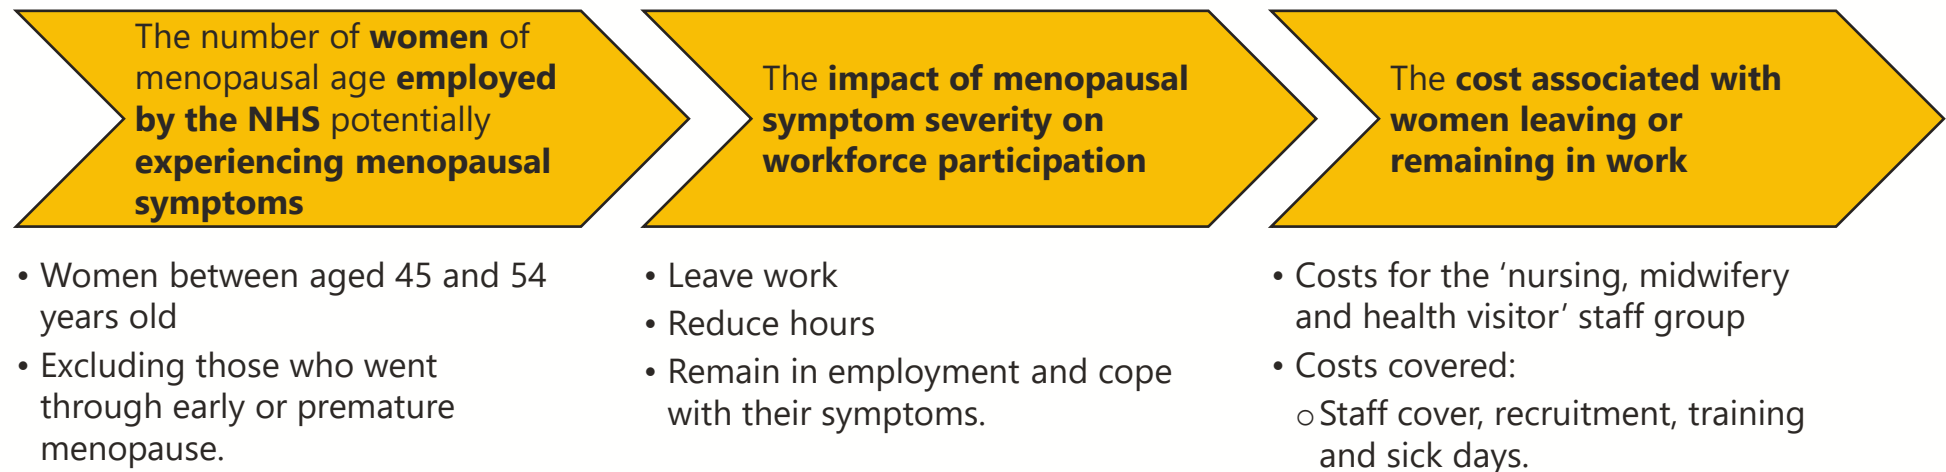 The number of women of
menopausal age employed
by the NHS potentially
experiencing menopausal
symptoms
• Women between aged 45 and 54
years old
• Excluding those who went
through early or premature
menopause.
The impact of menopausal
symptom severity on
workforce participation
• Leave work
• Reduce hours
• Remain in employment and cope
with their symptoms.
The cost associated with
women leaving or
remaining in work
• Costs for the ‘nursing, midwifery
and health visitor’ staff group
• Costs covered:
o Staff cover, recruitment, training
and sick days.